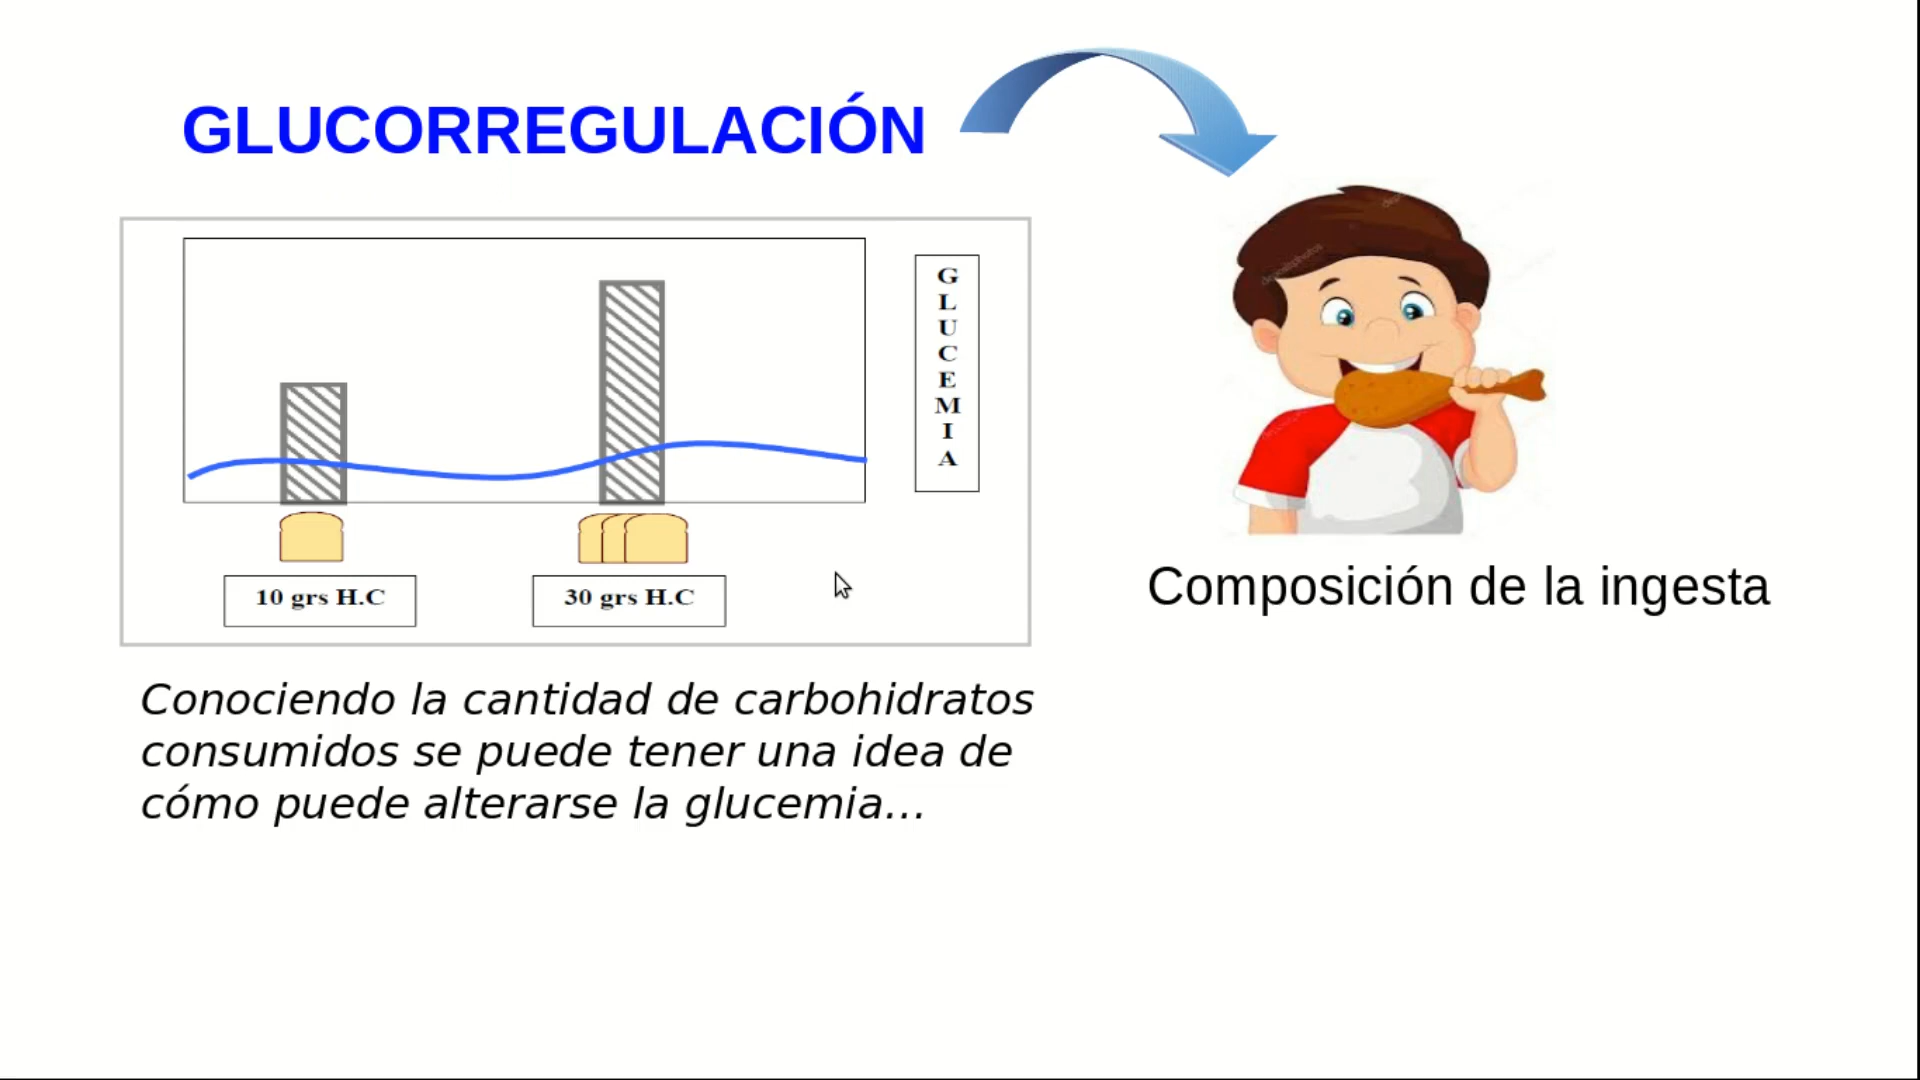 GLUCORREGULACIÓN
GLUCEMIA
10 grs H.C
30 grs H.C
Composición de la ingesta
Conociendo la cantidad de carbohidratos
consumidos se puede tener una idea de
cómo puede alterarse la glucemia...